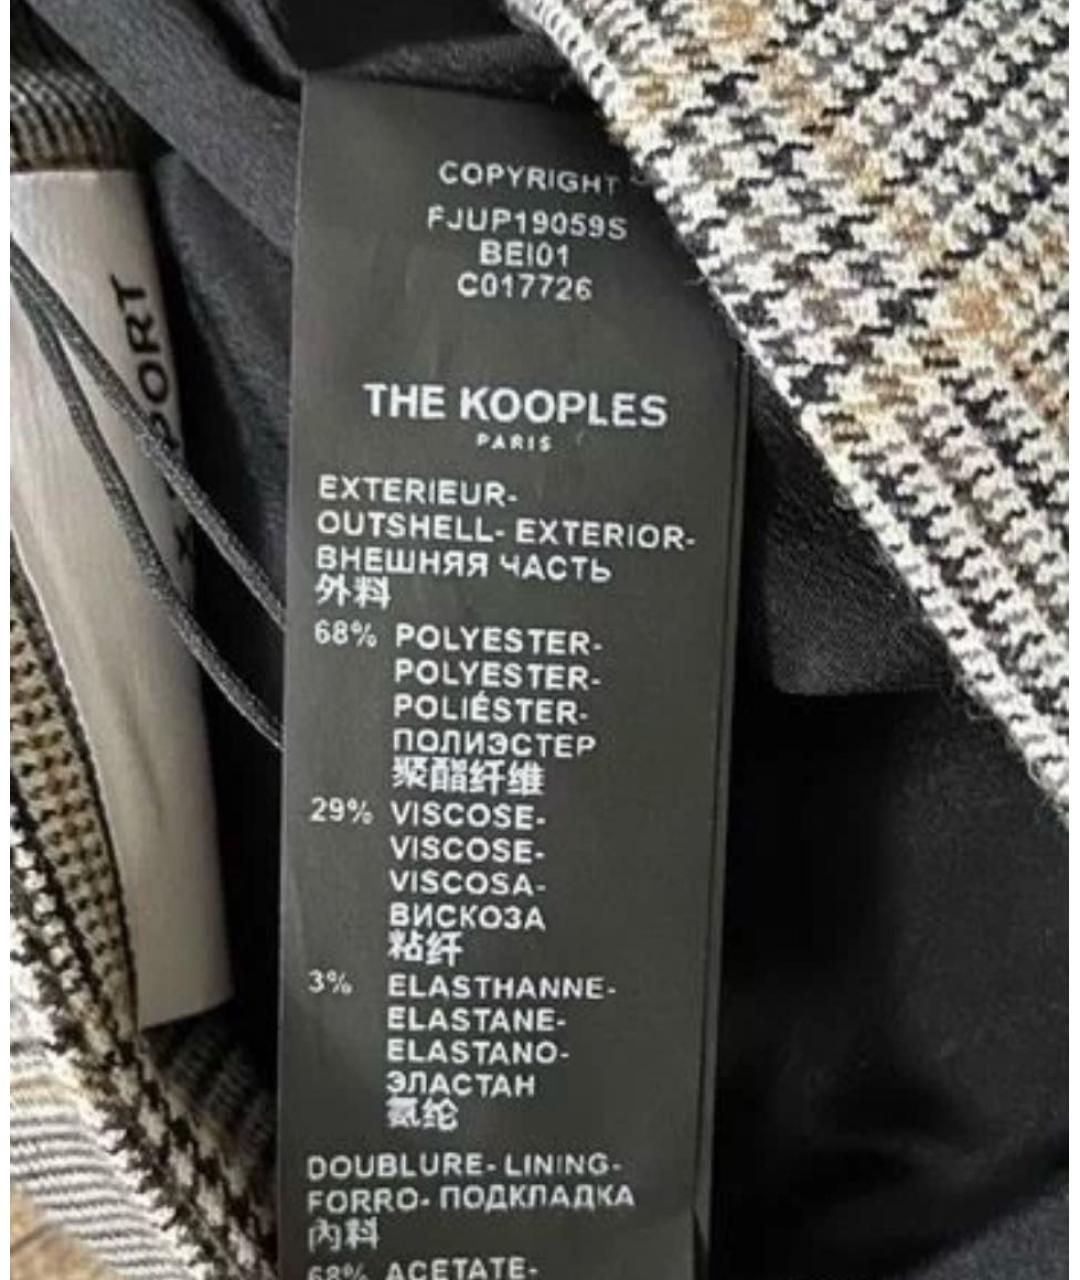 COPYRIGHT
FJUP19059S
BEI01
C017726
THE KOOPLES
PARIS
EXTERIEUR-
OUTSHELL- EXTERIOR-
ВНЕШНЯЯ ЧАСТЬ
外料
68% POLYESTER-
POLYESTER-
POLIÉSTER-
ПОЛИЭСТЕР
聚酯纤维
29% VISCOSE-
VISCOSE-
VISCOSA-
ВИСКОЗА
粘纤
3% ELASTHANNE-
ELASTANE-
ELASTANO-
ЭЛАСТАН
氨纶
DOUBLURE- LINING-
FORRO- ПОДКЛАДКА
内料
68% ACETATE-